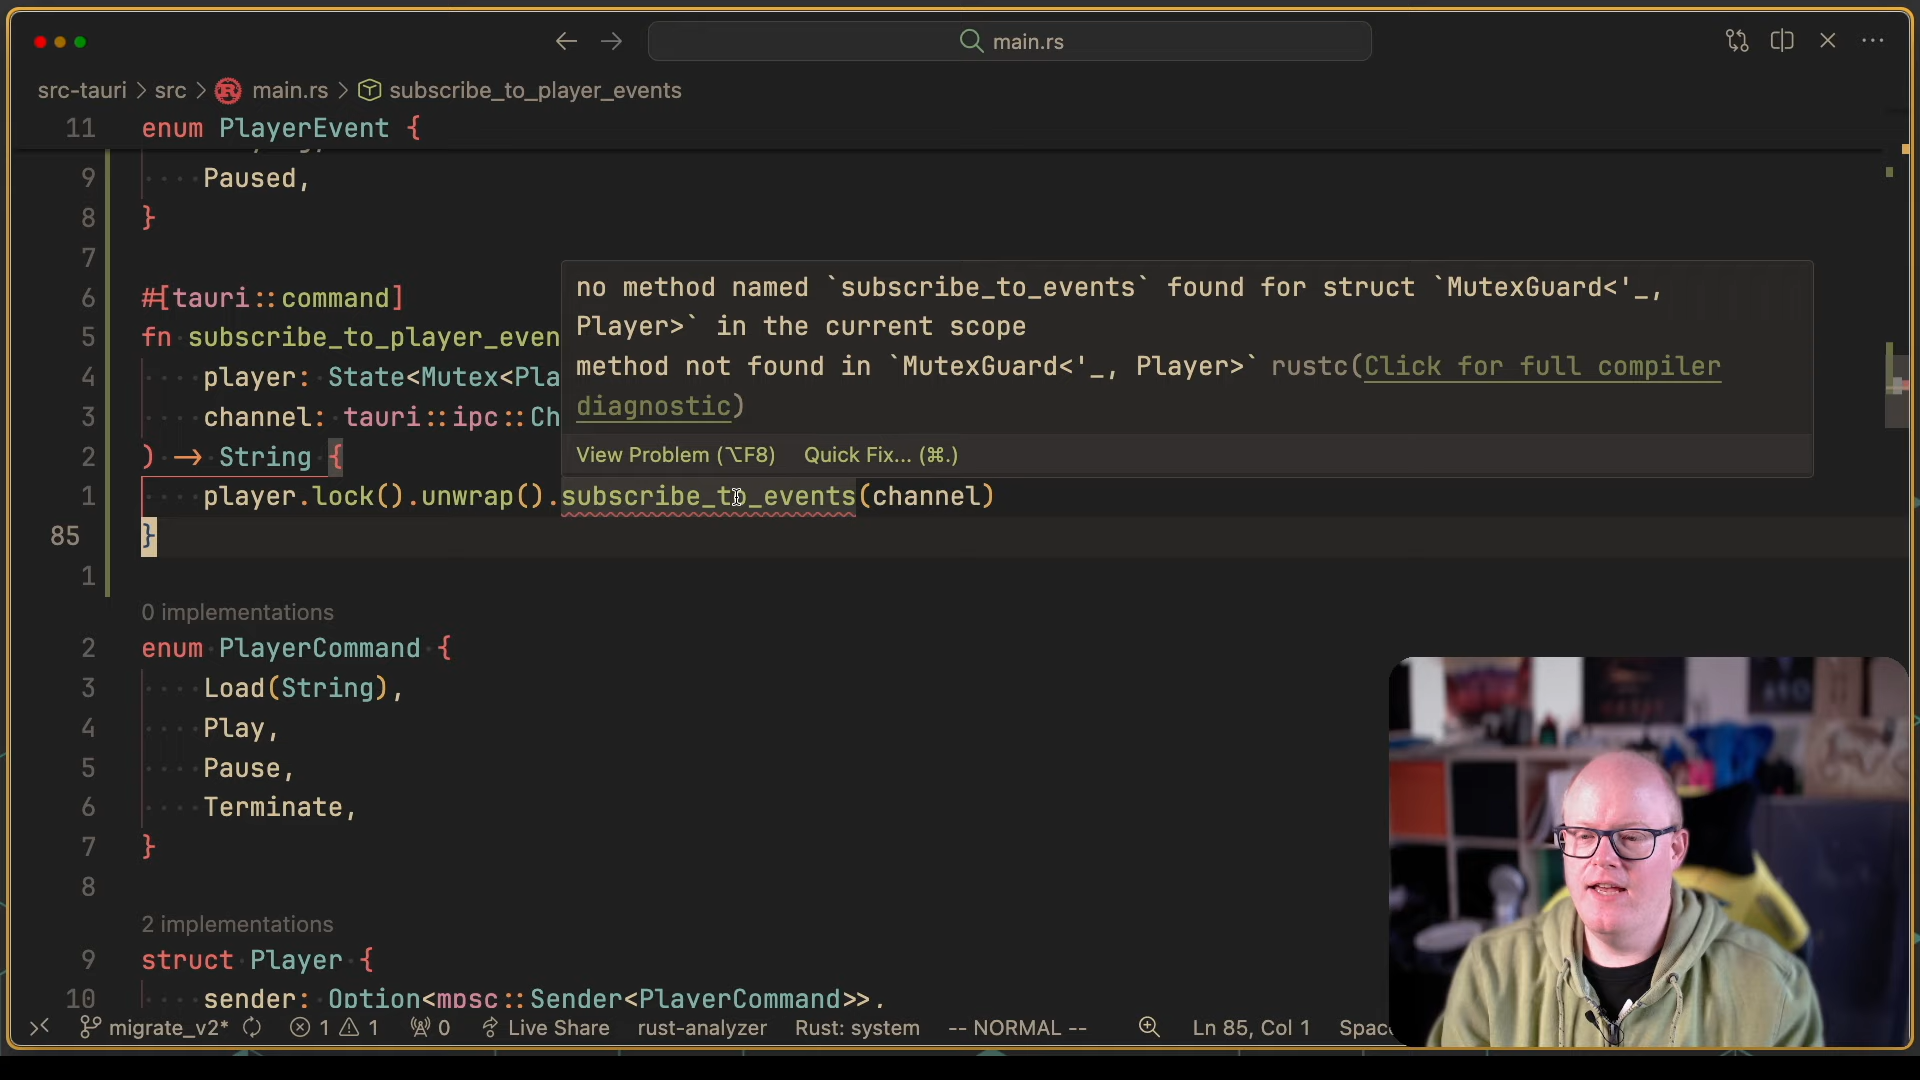 main.rs
src-tauri > src > main.rs > subscribe_to_player_events
11 enum PlayerEvent {
9 Paused,
8 }
7
6 #[tauri::command]
5 fn subscribe_to_player_even
4 player: State<Mutex<Pla
3 channel: tauri::ipc::Ch
2 ) -> String {
1 player.lock().unwrap().subscribe_to_events(channel)
85 }
1
no method named `subscribe_to_events` found for struct `MutexGuard<'_,
Player>` in the current scope
method not found in `MutexGuard<'_, Player>` rustc(Click for full compiler
diagnostic)
View Problem (⌥F8) Quick Fix... (⌘.)
0 implementations
2 enum PlayerCommand {
3 Load(String),
4 Play,
5 Pause,
6 Terminate,
7 }
8
2 implementations
9 struct Player {
10 sender: Option<mpsc::Sender<PlayerCommand>>,
migrate_v2* 1 1 0 Live Share rust-analyzer Rust: system -- NORMAL -- Ln 85, Col 1 Spac